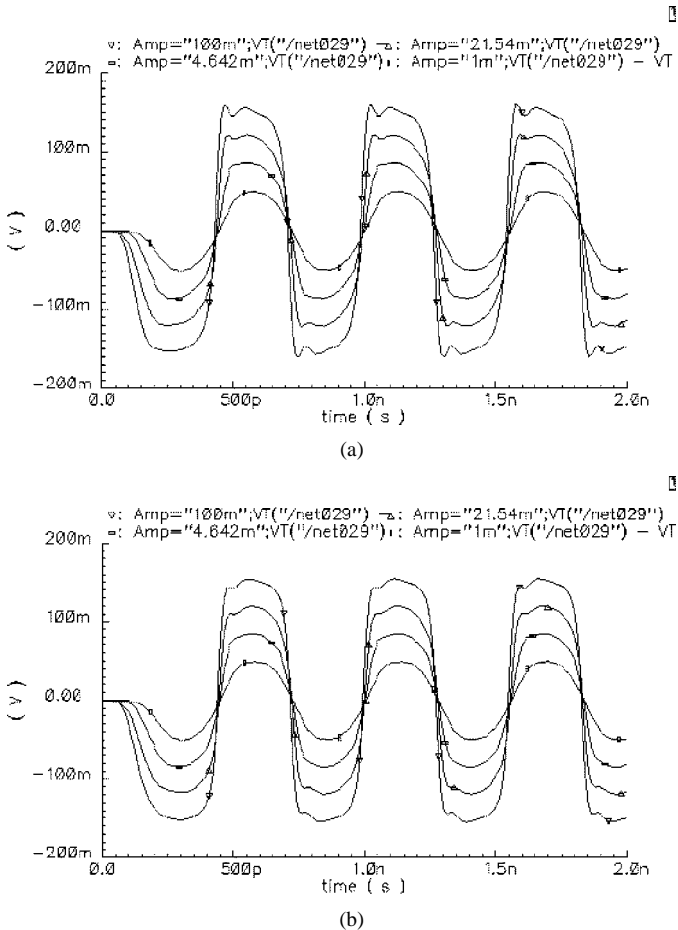 ▿: Amp="100m";VT("/net029") ▵: Amp="21.54m";VT("/net029")
▫: Amp="4.642m";VT("/net029") ▯: Amp="1m";VT("/net029") – VT
200m
100m
0.00
-100m
-200m
( V )
0.0 500p 1.0n 1.5n 2.0n
time ( s )
(a)
▿: Amp="100m";VT("/net029") ▵: Amp="21.54m";VT("/net029")
▫: Amp="4.642m";VT("/net029") ▯: Amp="1m";VT("/net029") – VT
200m
100m
0.00
-100m
-200m
( V )
0.0 500p 1.0n 1.5n 2.0n
time ( s )
(b)